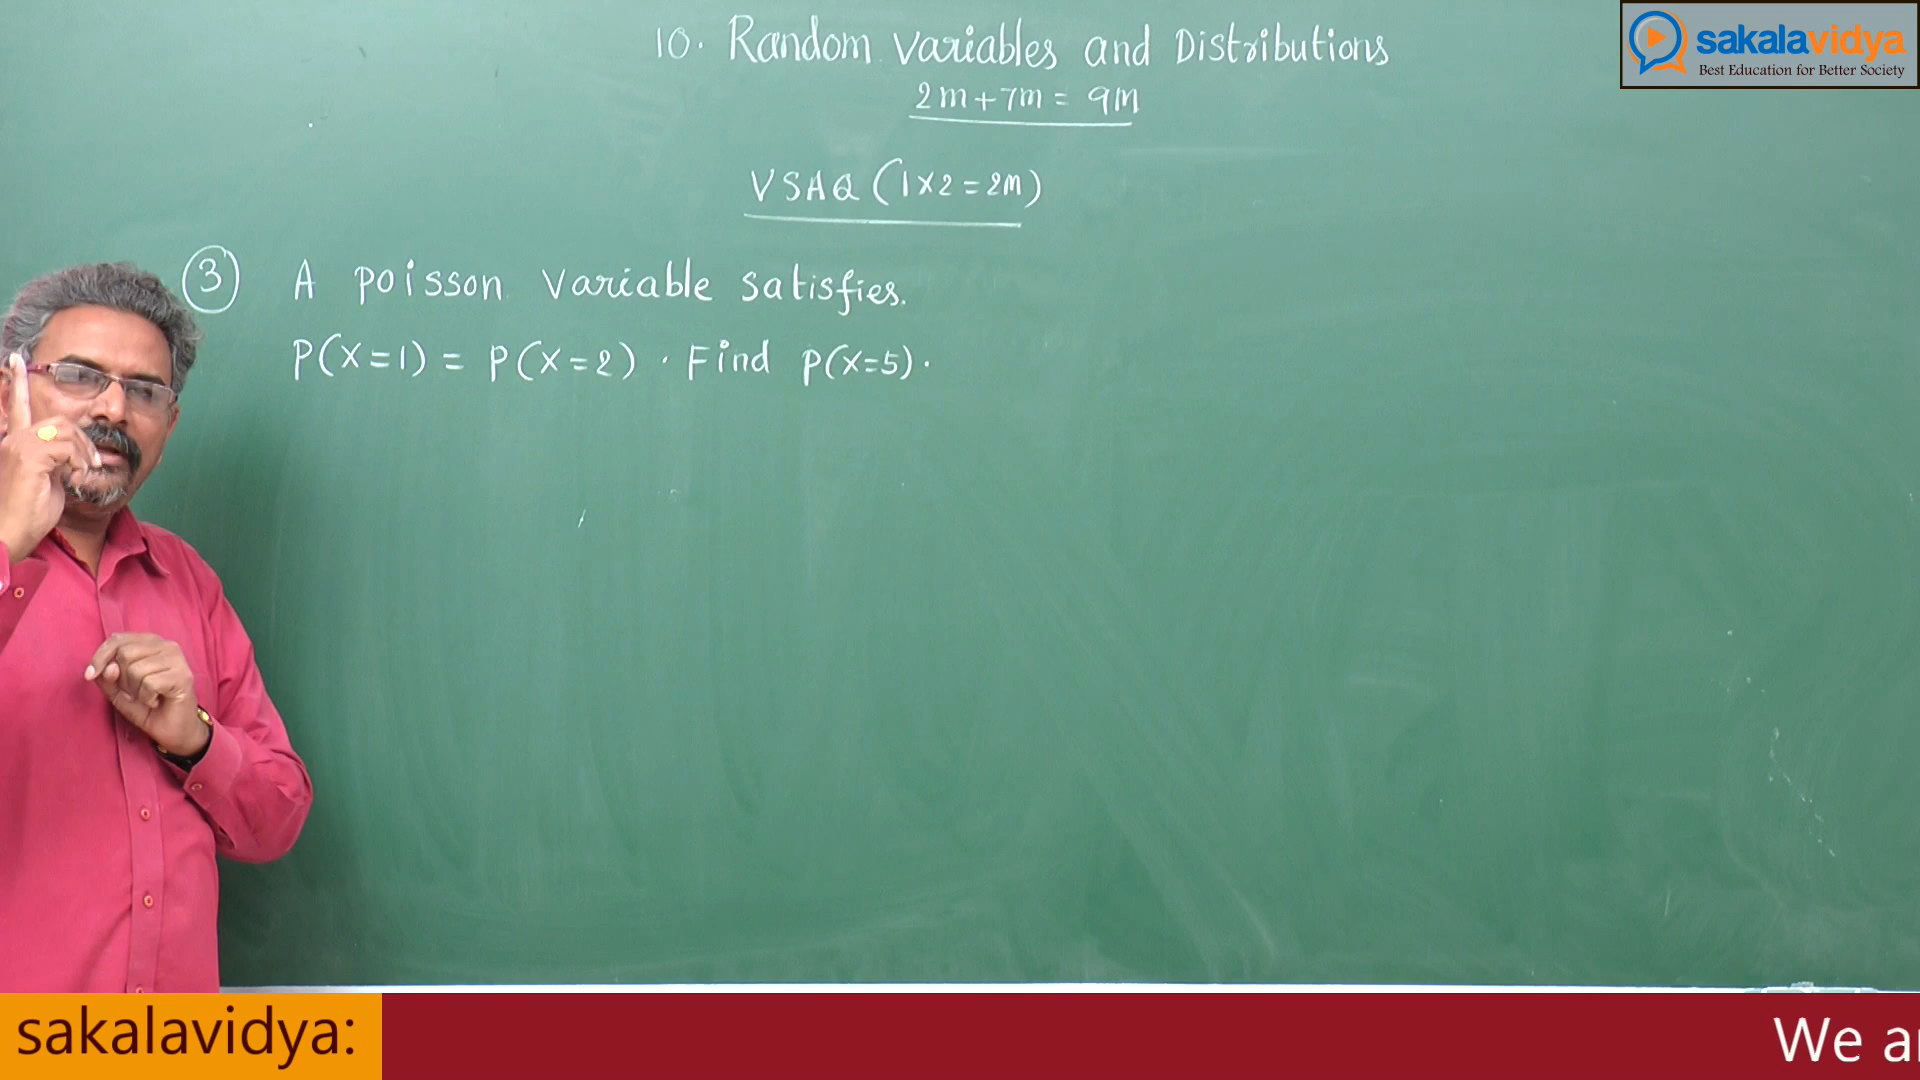 10. Random Variables and Distributions
2m+7m = 9M
VSAQ (1x2=2m)
3 A poisson variable satisfies.
P(X=1) = P(X=2). Find P(X=5).
sakalavidya
Best Education for Better Society
sakalavidya:
We